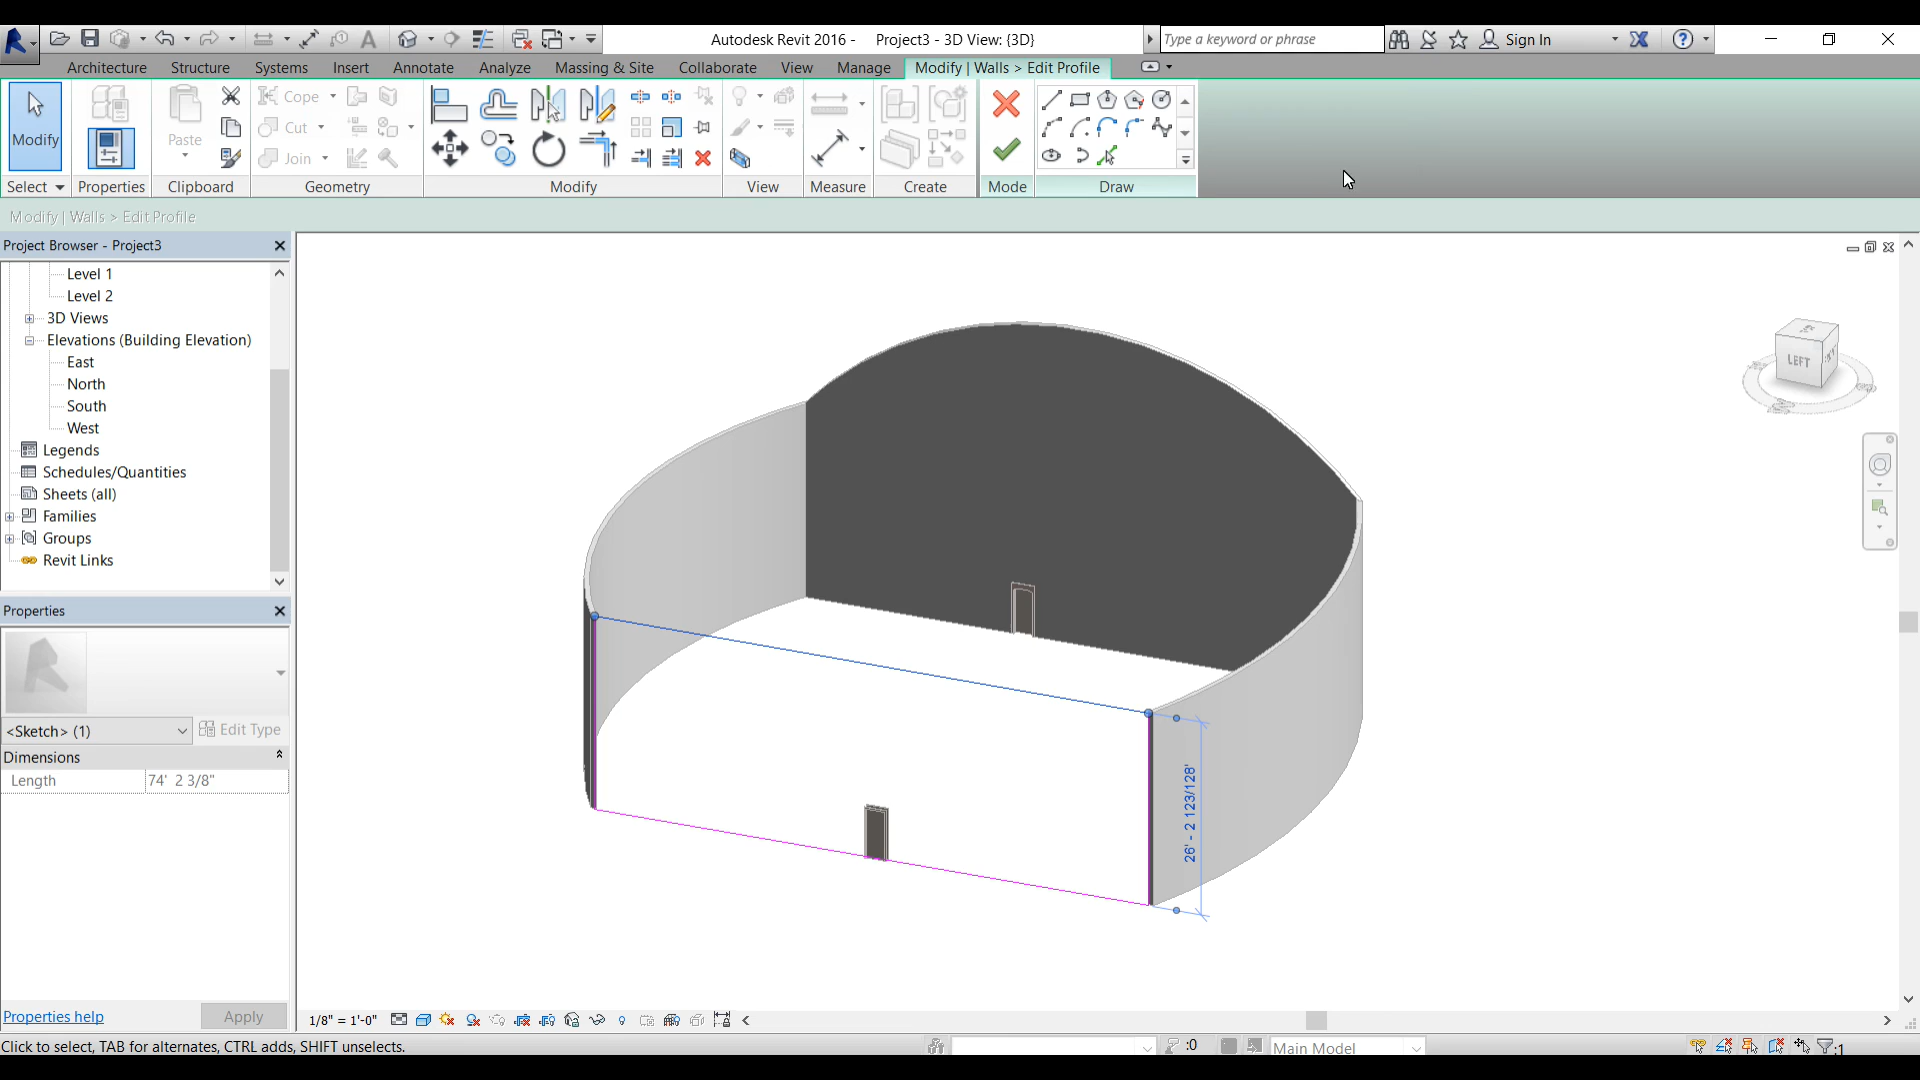 Autodesk Revit 2016 - Project3 - 3D View: {3D}
Type a keyword or phrase
Sign In
Architecture Structure Systems Insert Annotate Analyze Massing & Site Collaborate View Manage Modify | Walls > Edit Profile
Modify
Paste
Cope
Cut
Join
Select Properties Clipboard Geometry Modify View Measure Create Mode Draw
Modify | Walls > Edit Profile
Project Browser - Project3
Level 1
Level 2
3D Views
Elevations (Building Elevation)
East
North
South
West
Legends
Schedules/Quantities
Sheets (all)
Families
Groups
Revit Links
Properties
<Sketch> (1)
Edit Type
Dimensions
Length 74' 2 3/8"
Properties help
Apply
LEFT
26' - 2 123/128"
1/8" = 1'-0"
Click to select, TAB for alternates, CTRL adds, SHIFT unselects.
:0
Main Model
:1